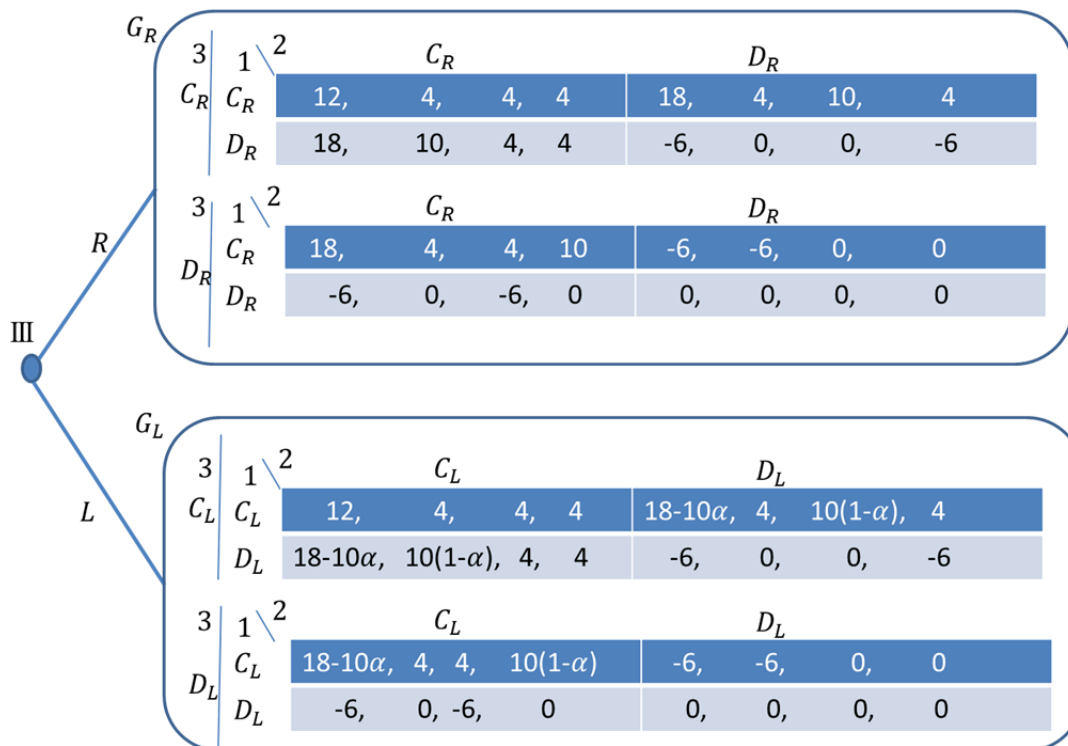 G_R
3 1 2 C_R D_R
C_R C_R 12, 4, 4, 4 18, 4, 10, 4
D_R 18, 10, 4, 4 -6, 0, 0, -6
3 1 2 C_R D_R
C_R 18, 4, 4, 10 -6, -6, 0, 0
D_R D_R -6, 0, -6, 0 0, 0, 0, 0
R
Ⅲ
L
G_L
3 1 2 C_L D_L
C_L C_L 12, 4, 4, 4 18-10α, 4, 10(1-α), 4
D_L 18-10α, 10(1-α), 4, 4 -6, 0, 0, -6
3 1 2 C_L D_L
C_L 18-10α, 4, 4, 10(1-α) -6, -6, 0, 0
D_L D_L -6, 0, -6, 0 0, 0, 0, 0